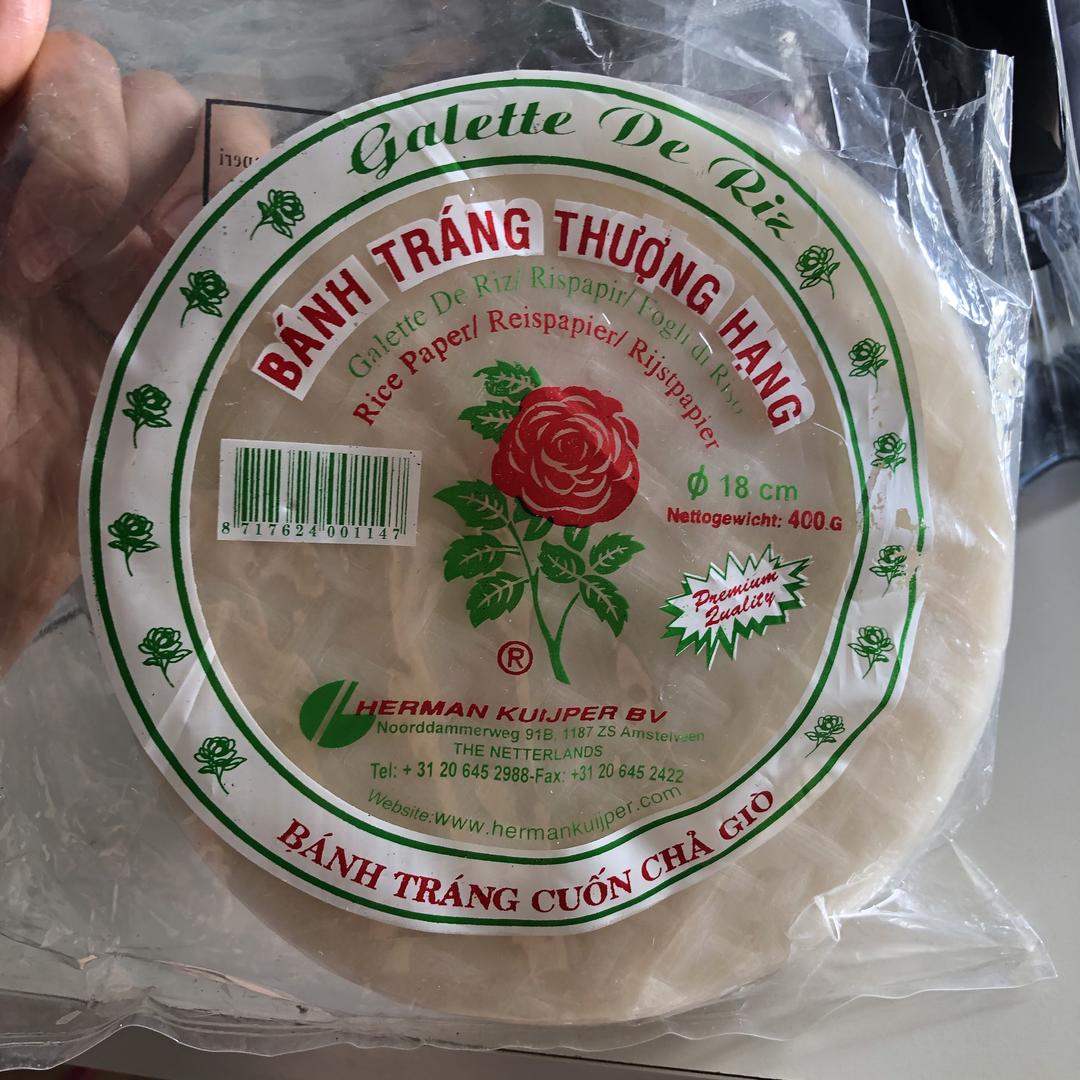 Galette De Riz
BÁNH TRÁNG THƯỢNG HẠNG
Galette De Riz/ Rispapir/ Fogli di Riso
Rice Paper/ Reispapier/ Rijstpapier
8 717624 001147
ϕ 18 cm
Nettogewicht: 400.G
Premium
Quality
®
HERMAN KUIJPER BV
Noorddammerweg 91B, 1187 ZS Amstelveen
THE NETTERLANDS
Tel: + 31 20 645 2988-Fax: +31 20 645 2422
Website:www.hermankuijper.com
BÁNH TRÁNG CUỐN CHẢ GIÒ